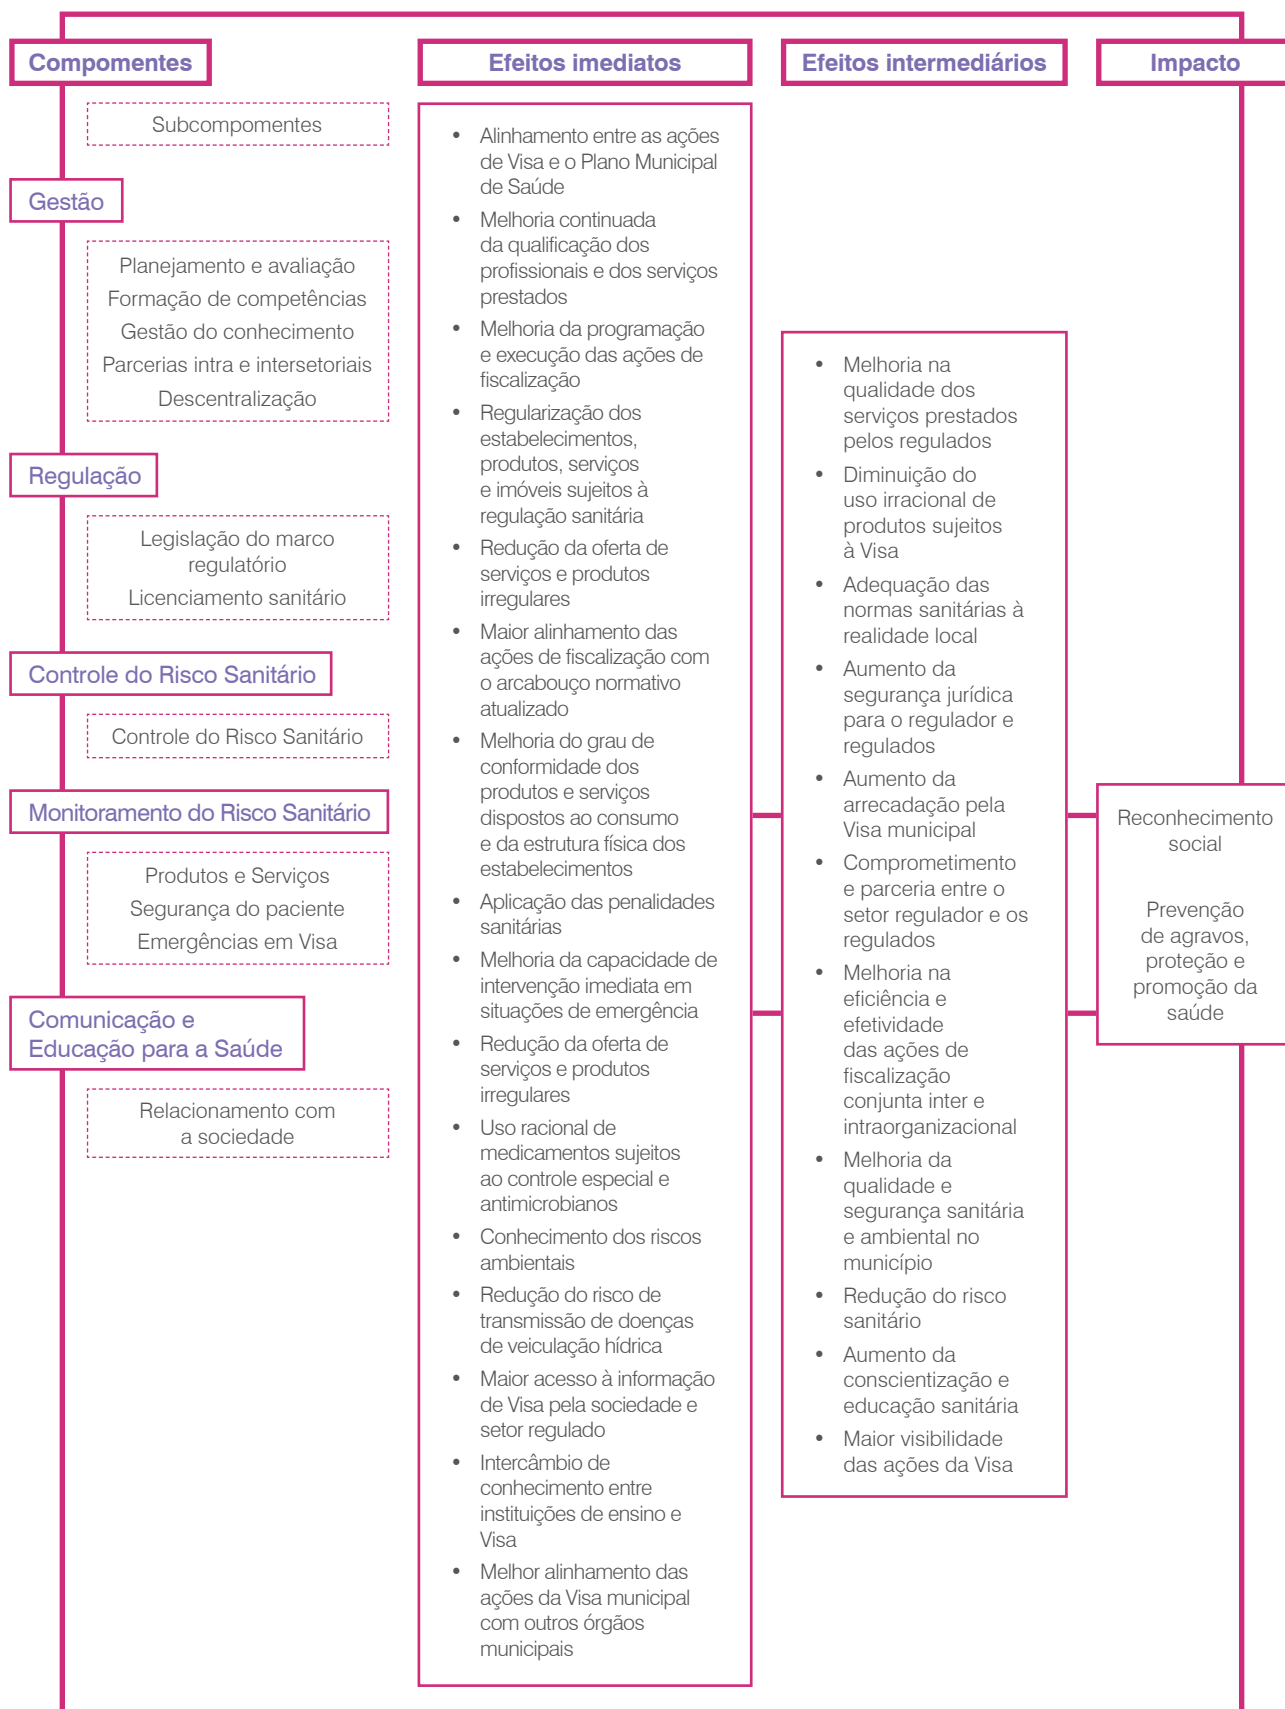 Compomentes
Subcompomentes
Gestão
Planejamento e avaliação
Formação de competências
Gestão do conhecimento
Parcerias intra e intersetoriais
Descentralização
Regulação
Legislação do marco
regulatório
Licenciamento sanitário
Controle do Risco Sanitário
Controle do Risco Sanitário
Monitoramento do Risco Sanitário
Produtos e Serviços
Segurança do paciente
Emergências em Visa
Comunicação e
Educação para a Saúde
Relacionamento com
a sociedade
Efeitos imediatos
• Alinhamento entre as ações
de Visa e o Plano Municipal
de Saúde
• Melhoria continuada
da qualificação dos
profissionais e dos serviços
prestados
• Melhoria da programação
e execução das ações de
fiscalização
• Regularização dos
estabelecimentos,
produtos, serviços
e imóveis sujeitos à
regulação sanitária
• Redução da oferta de
serviços e produtos
irregulares
• Maior alinhamento das
ações de fiscalização com
o arcabouço normativo
atualizado
• Melhoria do grau de
conformidade dos
produtos e serviços
dispostos ao consumo
e da estrutura física dos
estabelecimentos
• Aplicação das penalidades
sanitárias
• Melhoria da capacidade de
intervenção imediata em
situações de emergência
• Redução da oferta de
serviços e produtos
irregulares
• Uso racional de
medicamentos sujeitos
ao controle especial e
antimicrobianos
• Conhecimento dos riscos
ambientais
• Redução do risco de
transmissão de doenças
de veiculação hídrica
• Maior acesso à informação
de Visa pela sociedade e
setor regulado
• Intercâmbio de
conhecimento entre
instituições de ensino e
Visa
• Melhor alinhamento das
ações da Visa municipal
com outros órgãos
municipais
Efeitos intermediários
• Melhoria na
qualidade dos
serviços prestados
pelos regulados
• Diminuição do
uso irracional de
produtos sujeitos
à Visa
• Adequação das
normas sanitárias à
realidade local
• Aumento da
segurança jurídica
para o regulador e
regulados
• Aumento da
arrecadação pela
Visa municipal
• Comprometimento
e parceria entre o
setor regulador e os
regulados
• Melhoria na
eficiência e
efetividade
das ações de
fiscalização
conjunta inter e
intraorganizacional
• Melhoria da
qualidade e
segurança sanitária
e ambiental no
município
• Redução do risco
sanitário
• Aumento da
conscientização e
educação sanitária
• Maior visibilidade
das ações da Visa
Impacto
Reconhecimento
social
Prevenção
de agravos,
proteção e
promoção da
saúde